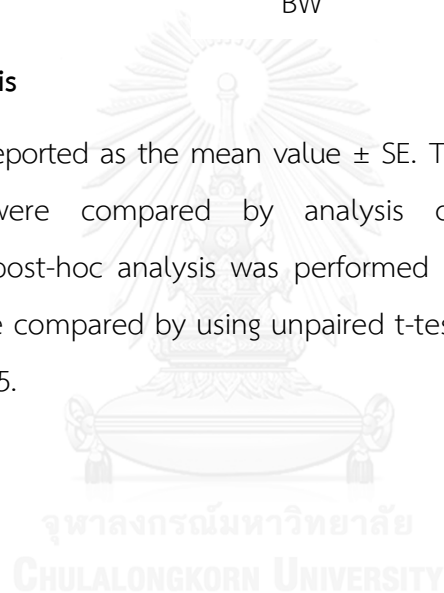 BW
is
eported as the mean value ± SE. T
were compared by analysis
post-hoc analysis was performed
compared by using unpaired t-tes
5.
จุฬาลงกรณ์มหาวิทยาลัย
CHULALONGKORN UNIVERSITY